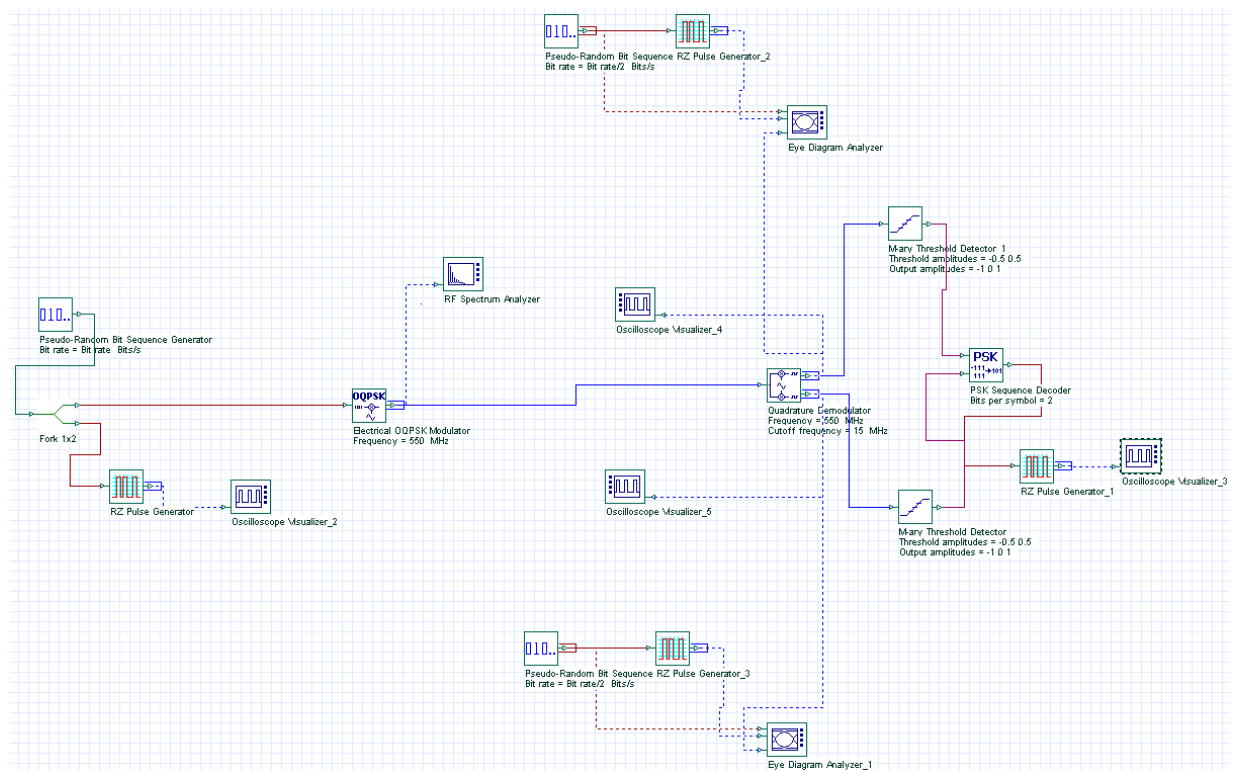 010..
Pseudo-Random Bit Sequence RZ Pulse Generator_2
Bit rate = Bit rate/2 Bits/s
Eye Diagram Analyzer
M-ary Threshold Detector_1
Threshold amplitudes = -0.5 0.5
Output amplitudes = -1 0 1
RF Spectrum Analyzer
010..
Oscilloscope Visualizer_4
Pseudo-Random Bit Sequence Generator
Bit rate = Bit rate Bits/s
PSK
-111
111→101
PSK Sequence Decoder
Bits per symbol = 2
OQPSK
101
Quadrature Demodulator
Frequency = 550 MHz
Cutoff frequency = 15 MHz
Electrical OQPSK Modulator
Frequency = 550 MHz
Fork 1x2
Oscilloscope Visualizer_3
RZ Pulse Generator_1
RZ Pulse Generator
Oscilloscope Visualizer_2
Oscilloscope Visualizer_5
M-ary Threshold Detector
Threshold amplitudes = -0.5 0.5
Output amplitudes = -1 0 1
010..
Pseudo-Random Bit Sequence RZ Pulse Generator_3
Bit rate = Bit rate/2 Bits/s
Eye Diagram Analyzer_1